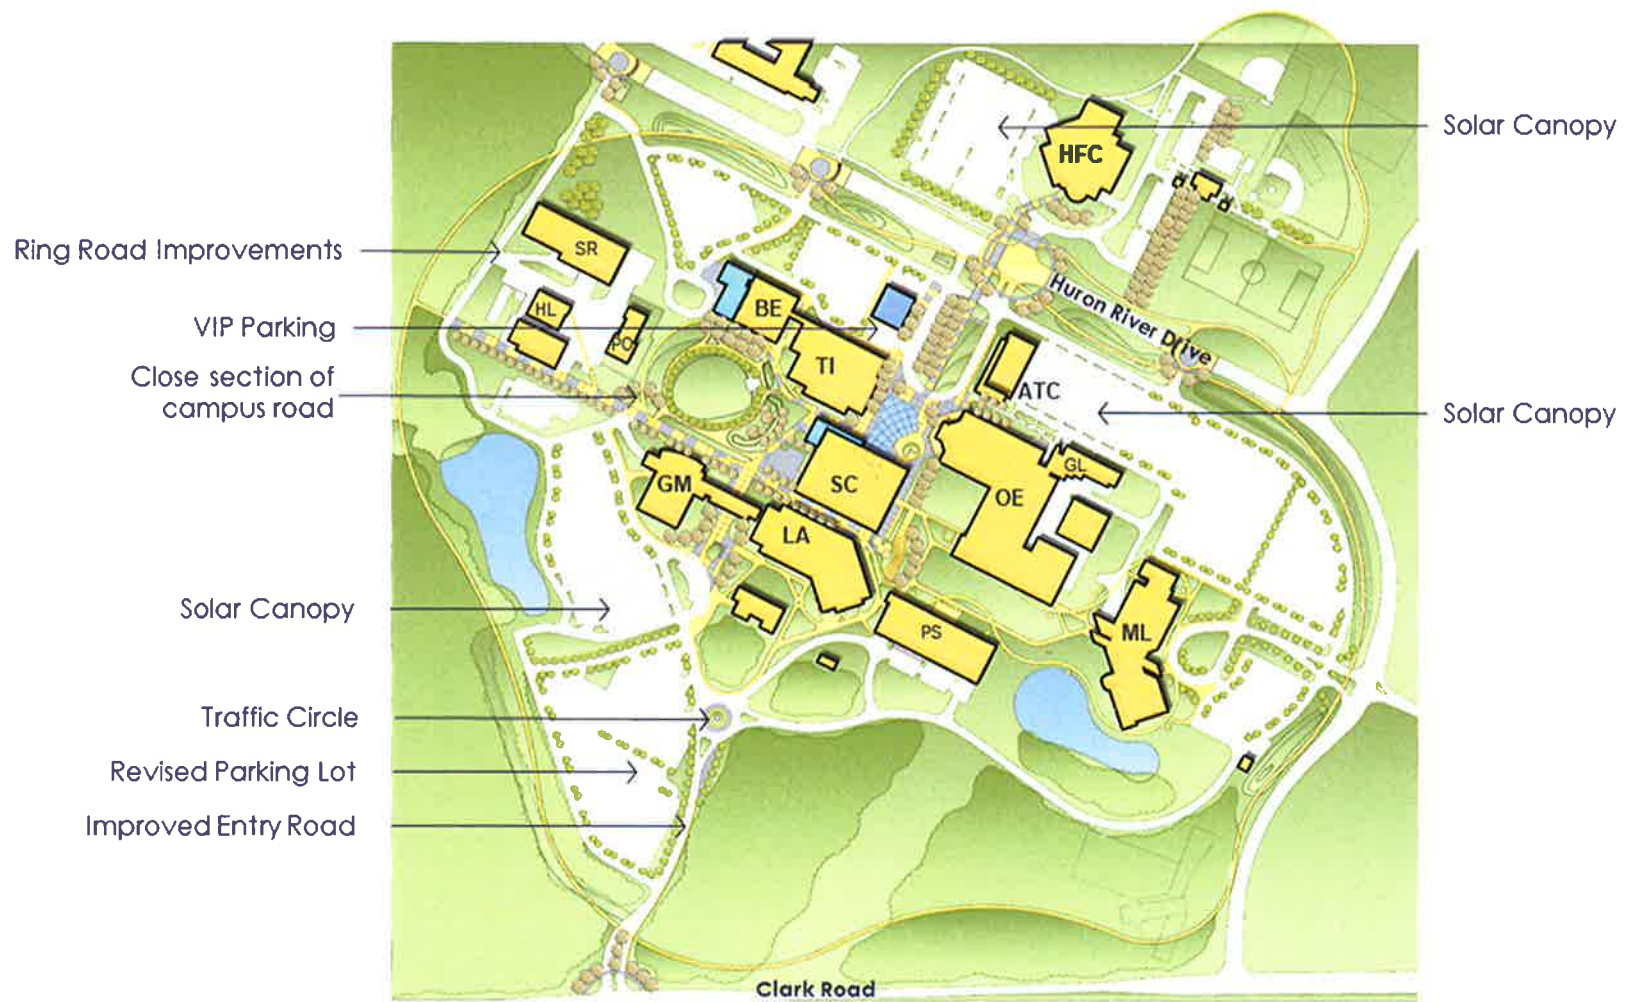 Solar Canopy
HFC
Ring Road Improvements
SR
Huron River Drive
HL
BE
VIP Parking
PO
TI
Close section of
campus road
ATC
Solar Canopy
GL
GM
SC
OE
LA
Solar Canopy
PS
ML
Traffic Circle
Revised Parking Lot
Improved Entry Road
Clark Road